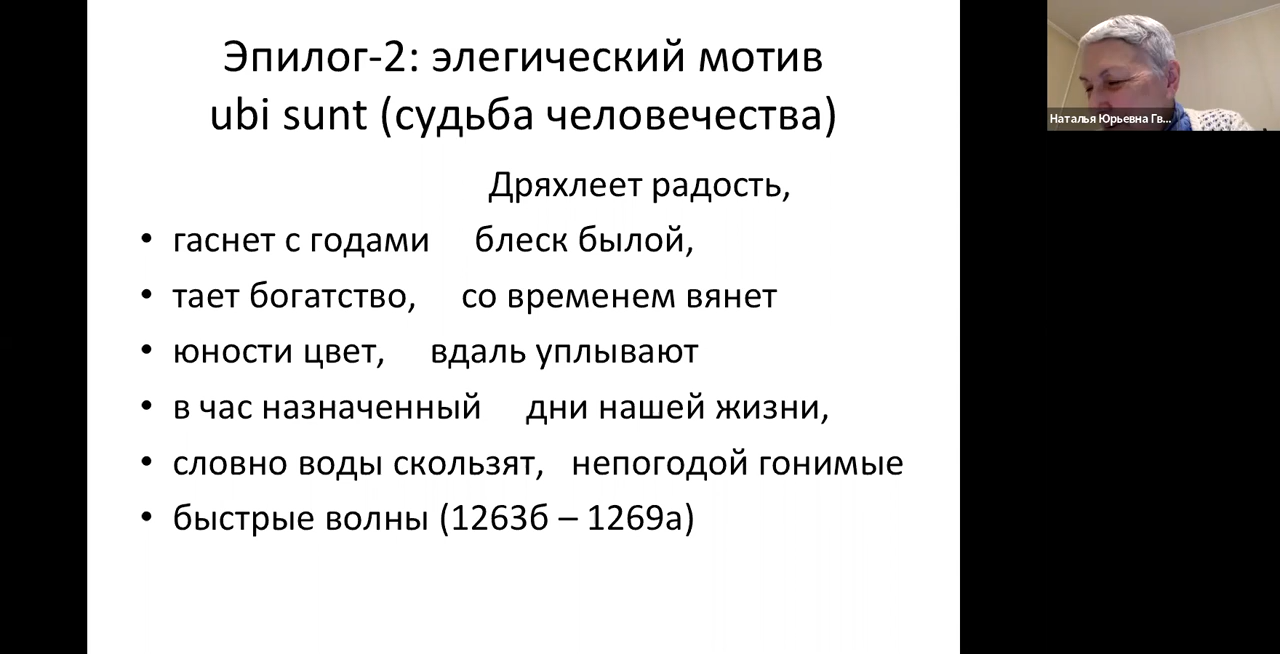 Эпилог-2: элегический мотив
ubi sunt (судьба человечества)
Наталья Юрьевна Гв...
Дряхлеет радость,
• гаснет с годами блеск былой,
• тает богатство, со временем вянет
• юности цвет, вдаль уплывают
• в час назначенный дни нашей жизни,
• словно воды скользят, непогодой гонимые
• быстрые волны (1263б – 1269а)